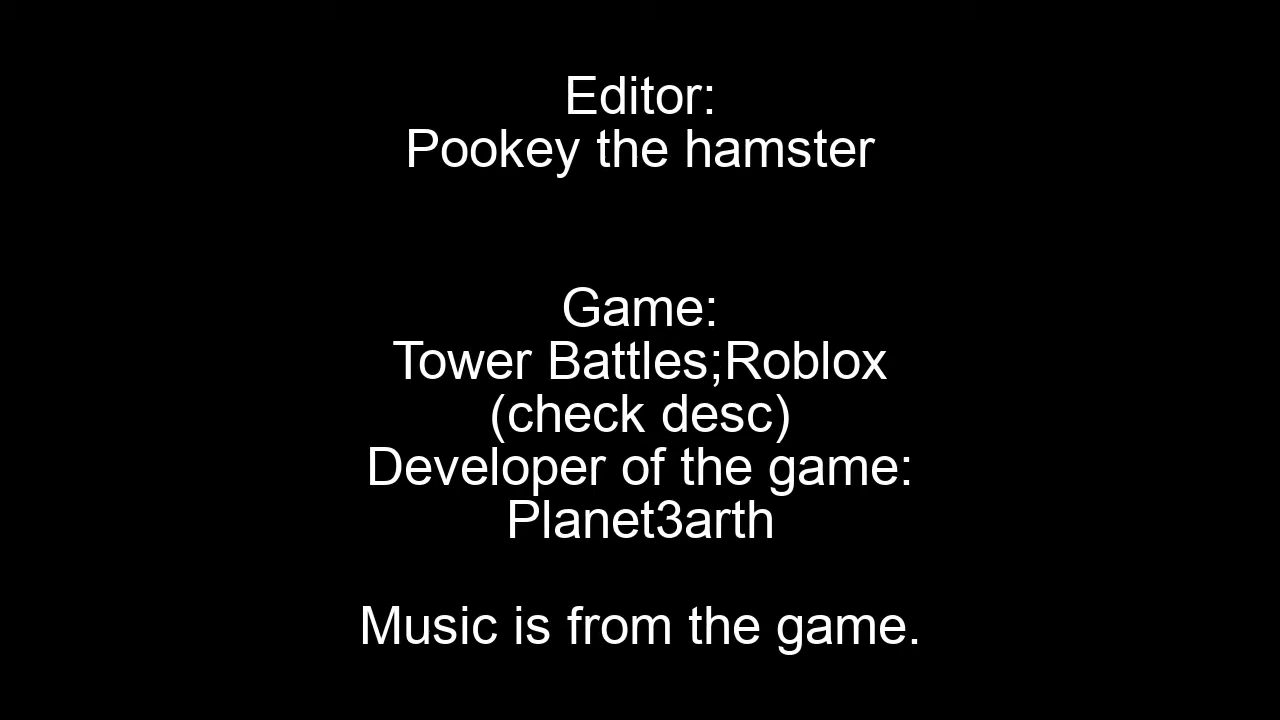 Editor:
Pookey the hamster
Game:
Tower Battles;Roblox
(check desc)
Developer of the game:
Planet3arth
Music is from the game.